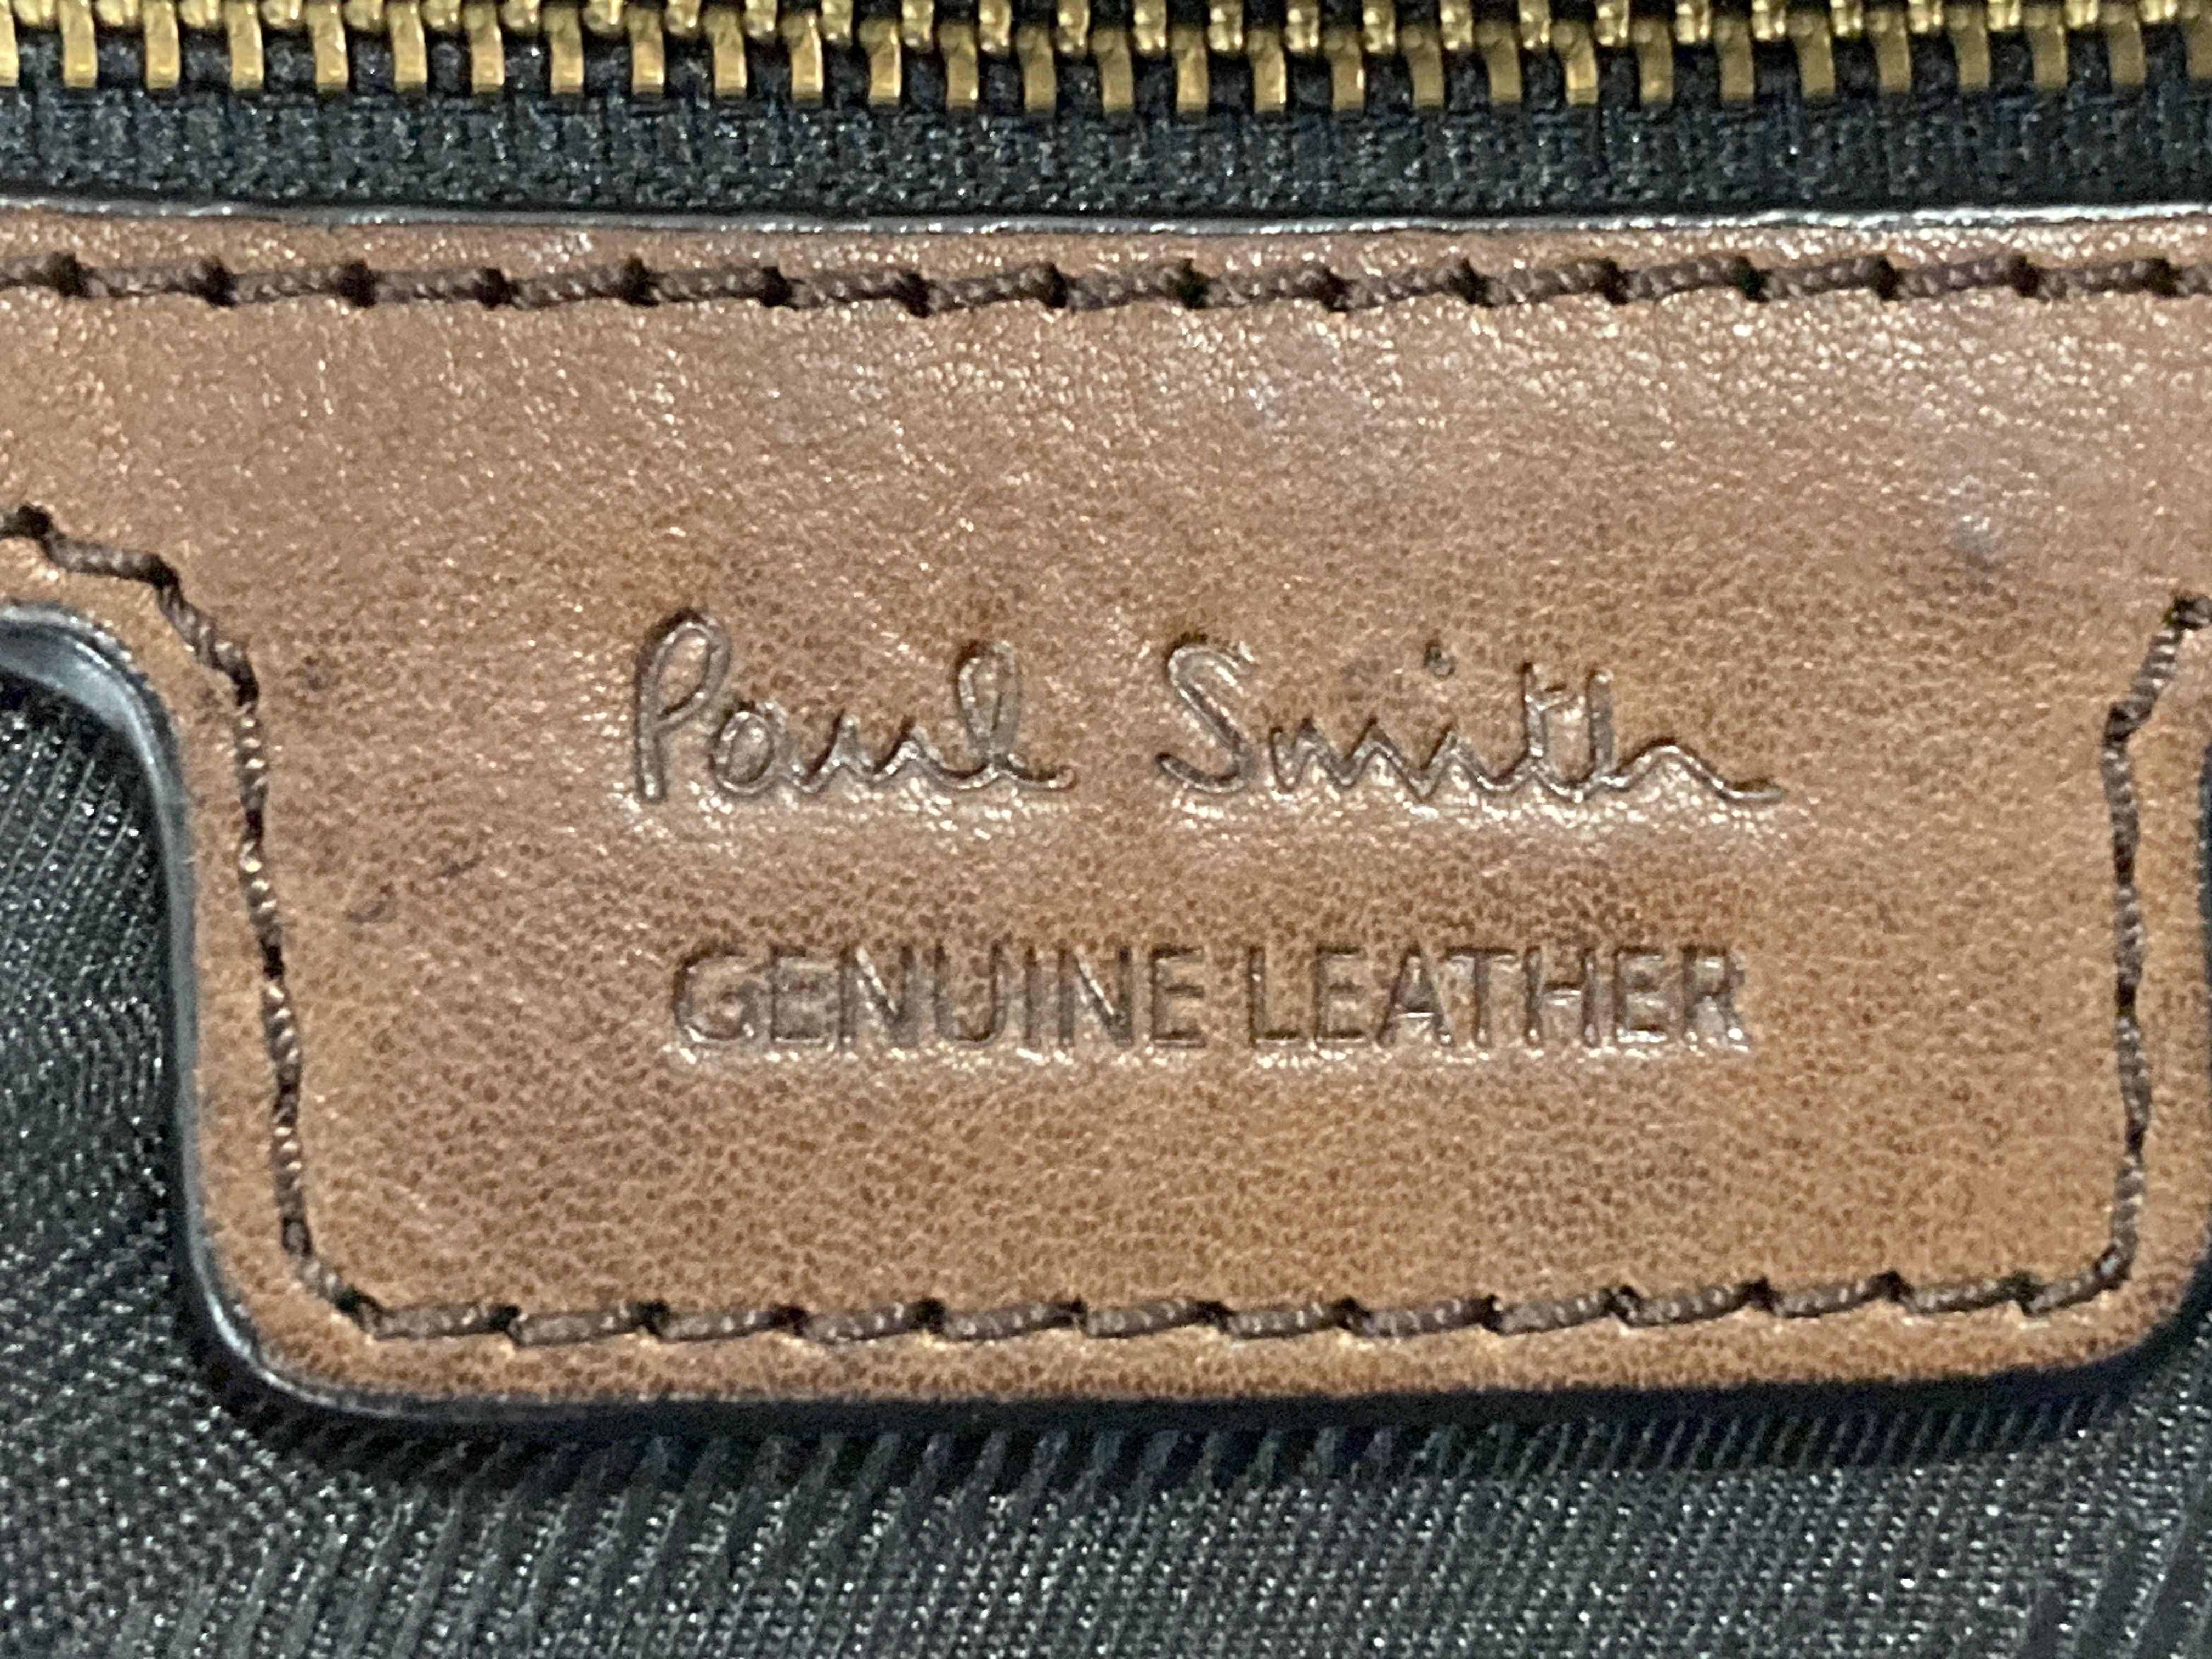 Paul Smith
GENUINE LEATHER